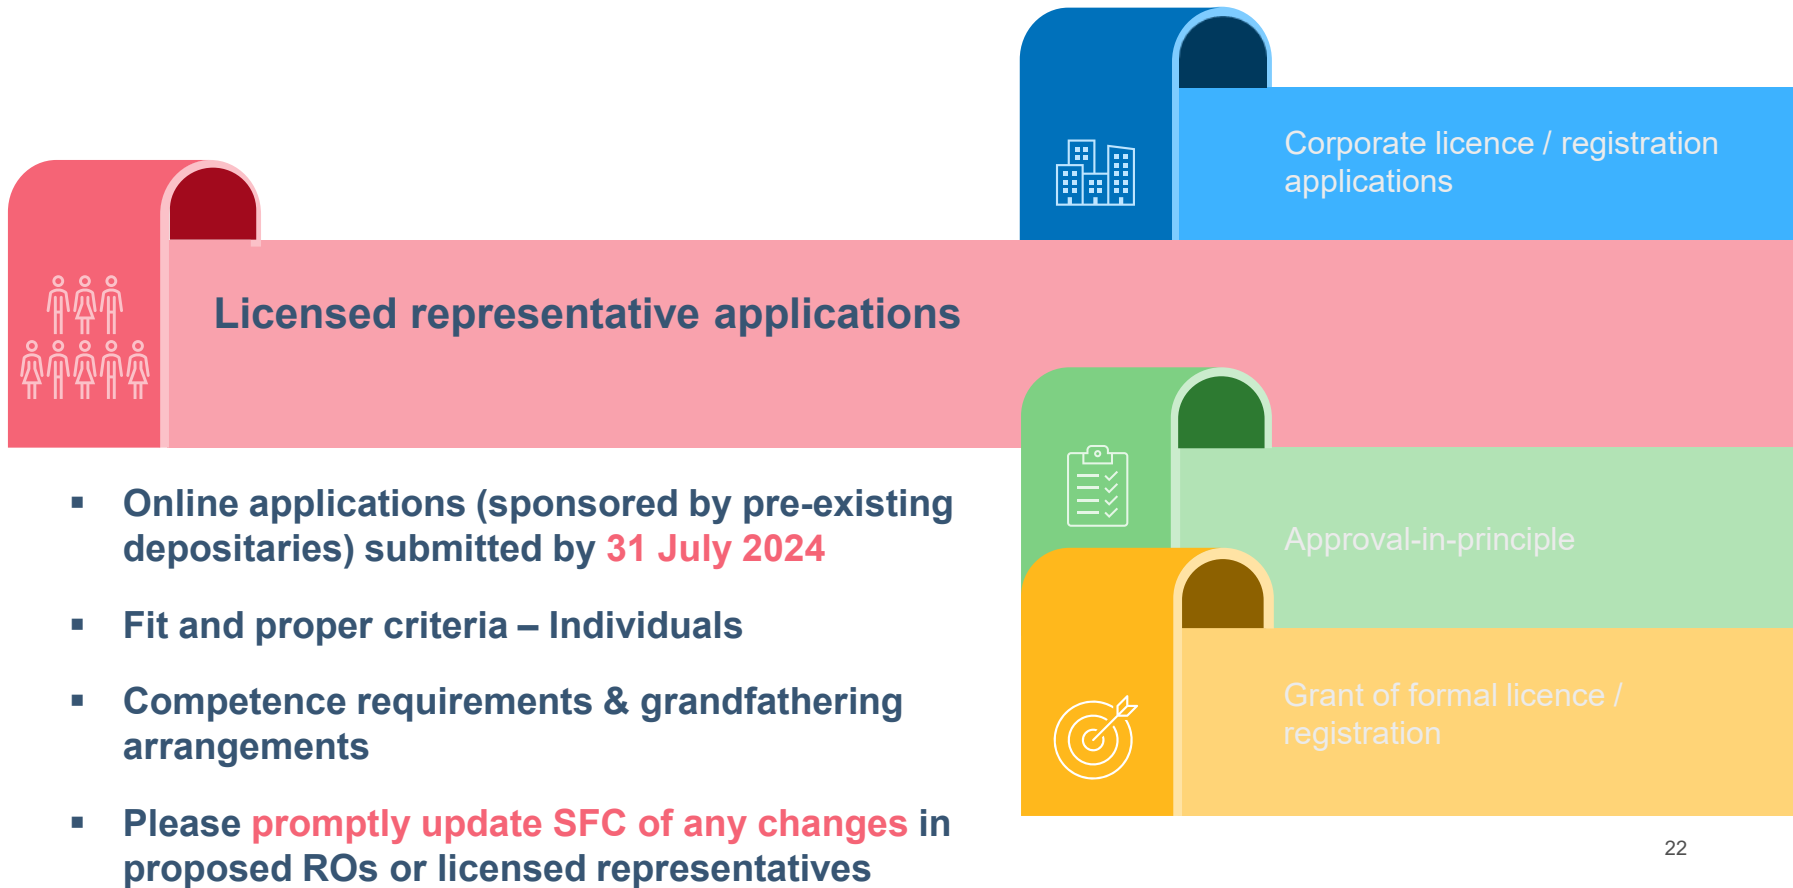 Corporate licence / registration
applications
Licensed representative applications
▪ Online applications (sponsored by pre-existing
depositaries) submitted by 31 July 2024
▪ Fit and proper criteria – Individuals
▪ Competence requirements & grandfathering
arrangements
▪ Please promptly update SFC of any changes in
proposed ROs or licensed representatives
Approval-in-principle
Grant of formal licence /
registration
22